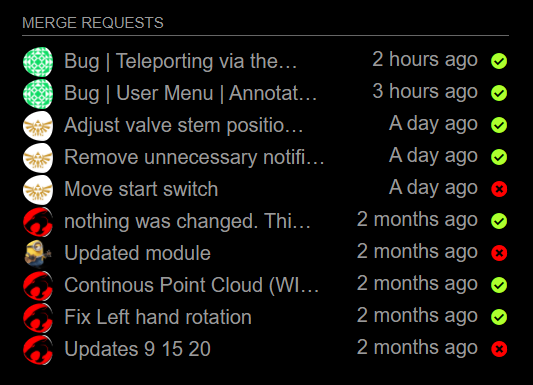 MERGE REQUESTS
Bug | Teleporting via the… 2 hours ago
Bug | User Menu | Annotat… 3 hours ago
Adjust valve stem positio… A day ago
Remove unnecessary notifi… A day ago
Move start switch A day ago
nothing was changed. Thi… 2 months ago
Updated module 2 months ago
Continous Point Cloud (WI… 2 months ago
Fix Left hand rotation 2 months ago
Updates 9 15 20 2 months ago